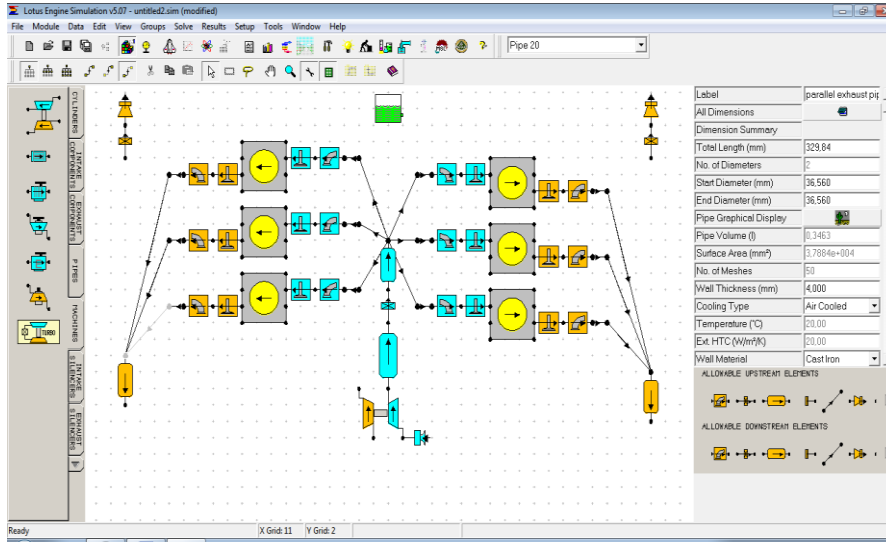 Lotus Engine Simulation v5.07 - untitled2.sim (modified)
File Module Data Edit View Groups Solve Results Setup Tools Window Help
Pipe 20
CYLINDERS
INTAKE COMPONENTS
EXHAUST COMPONENTS
PIPES
MACHINES
INTAKE SILENCERS
EXHAUST SILENCERS
TURBO
Label parallel exhaust pip
All Dimensions
Dimension Summary
Total Length (mm) 329,84
No. of Diameters 2
Start Diameter (mm) 36,560
End Diameter (mm) 36,560
Pipe Graphical Display
Pipe Volume (l) 0,3463
Surface Area (mm²) 3,7884e+004
No. of Meshes 50
Wall Thickness (mm) 4,000
Cooling Type Air Cooled
Temperature (°C) 20,00
Ext. HTC (W/m²/K) 20,00
Wall Material Cast Iron
ALLOWABLE UPSTREAM ELEMENTS
ALLOWABLE DOWNSTREAM ELEMENTS
Ready X Grid: 11 Y Grid: 2